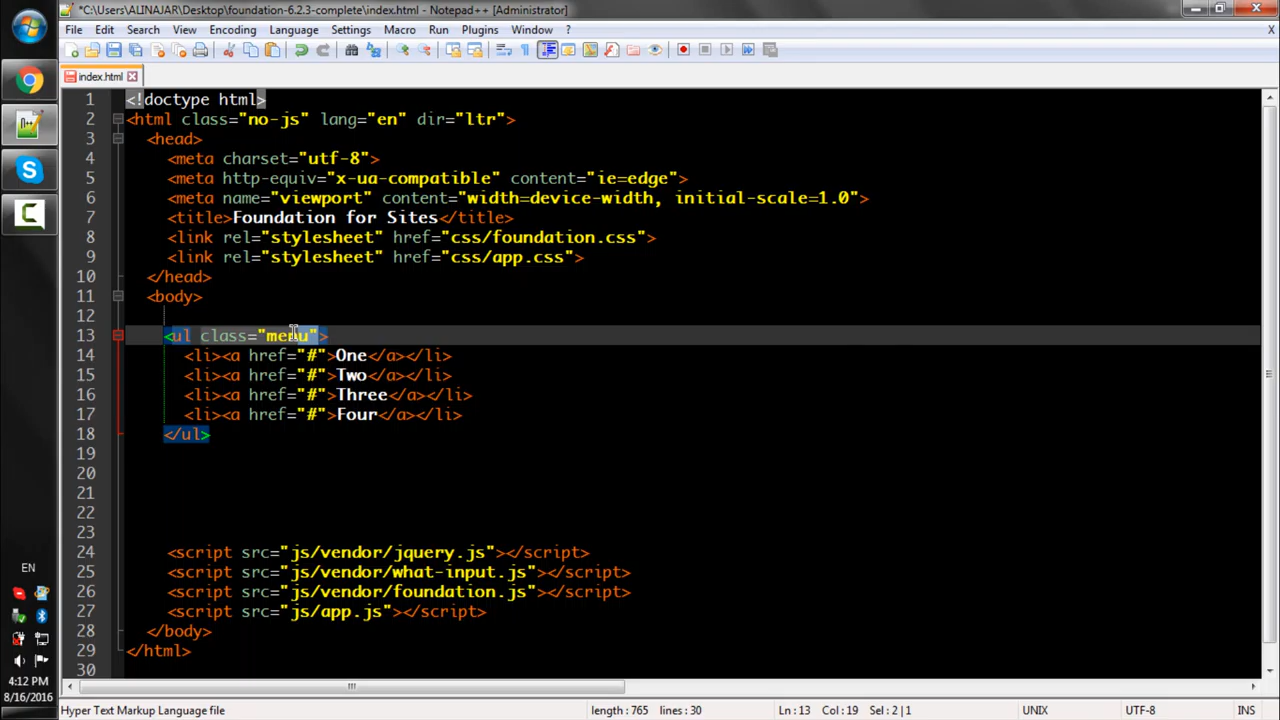 *C:\Users\ALINAJAR\Desktop\foundation-6.2.3-complete\index.html - Notepad++ [Administrator]
File Edit Search View Encoding Language Settings Macro Run Plugins Window ? X
index.html
1 <!doctype html>
2 <html class="no-js" lang="en" dir="ltr">
3 <head>
4 <meta charset="utf-8">
5 <meta http-equiv="x-ua-compatible" content="ie=edge">
6 <meta name="viewport" content="width=device-width, initial-scale=1.0">
7 <title>Foundation for Sites</title>
8 <link rel="stylesheet" href="css/foundation.css">
9 <link rel="stylesheet" href="css/app.css">
10 </head>
11 <body>
12
13 <ul class="menu">
14 <li><a href="#">One</a></li>
15 <li><a href="#">Two</a></li>
16 <li><a href="#">Three</a></li>
17 <li><a href="#">Four</a></li>
18 </ul>
19
20
21
22
23
24 <script src="js/vendor/jquery.js"></script>
25 <script src="js/vendor/what-input.js"></script>
26 <script src="js/vendor/foundation.js"></script>
27 <script src="js/app.js"></script>
28 </body>
29 </html>
30
EN
4:12 PM
8/16/2016
Hyper Text Markup Language file length : 765 lines : 30 Ln : 13 Col : 19 Sel : 2 | 1 UNIX UTF-8 INS